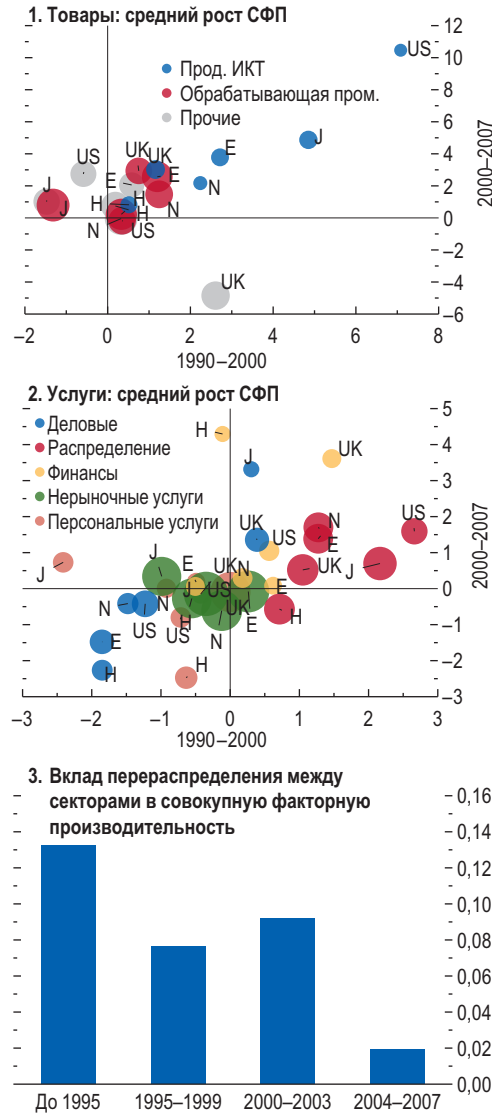 1. Товары: средний рост СФП
Прод. ИКТ
Обрабатывающая пром.
Прочие
US
J
E
N
UK
UK
E
N
US
E
J
J
H
H
H
N
US
UK
12
10
8
6
4
2
0
−2
−4
−6
2000–2007
−2
0
2
4
6
8
1990–2000
2. Услуги: средний рост СФП
Деловые
Распределение
Финансы
Нерыночные услуги
Персональные услуги
H
J
UK
UK
US
N
E
US
J
UK
J
J
E
UK
N
E
H
J
US
UK
N
E
N
US
US
H
E
H
H
5
4
3
2
1
0
−1
−2
−3
2000–2007
−3
−2
−1
0
1
2
3
1990–2000
3. Вклад перераспределения между
секторами в совокупную факторную
производительность
0,16
0,14
0,12
0,10
0,08
0,06
0,04
0,02
0,00
До 1995
1995–1999
2000–2003
2004–2007